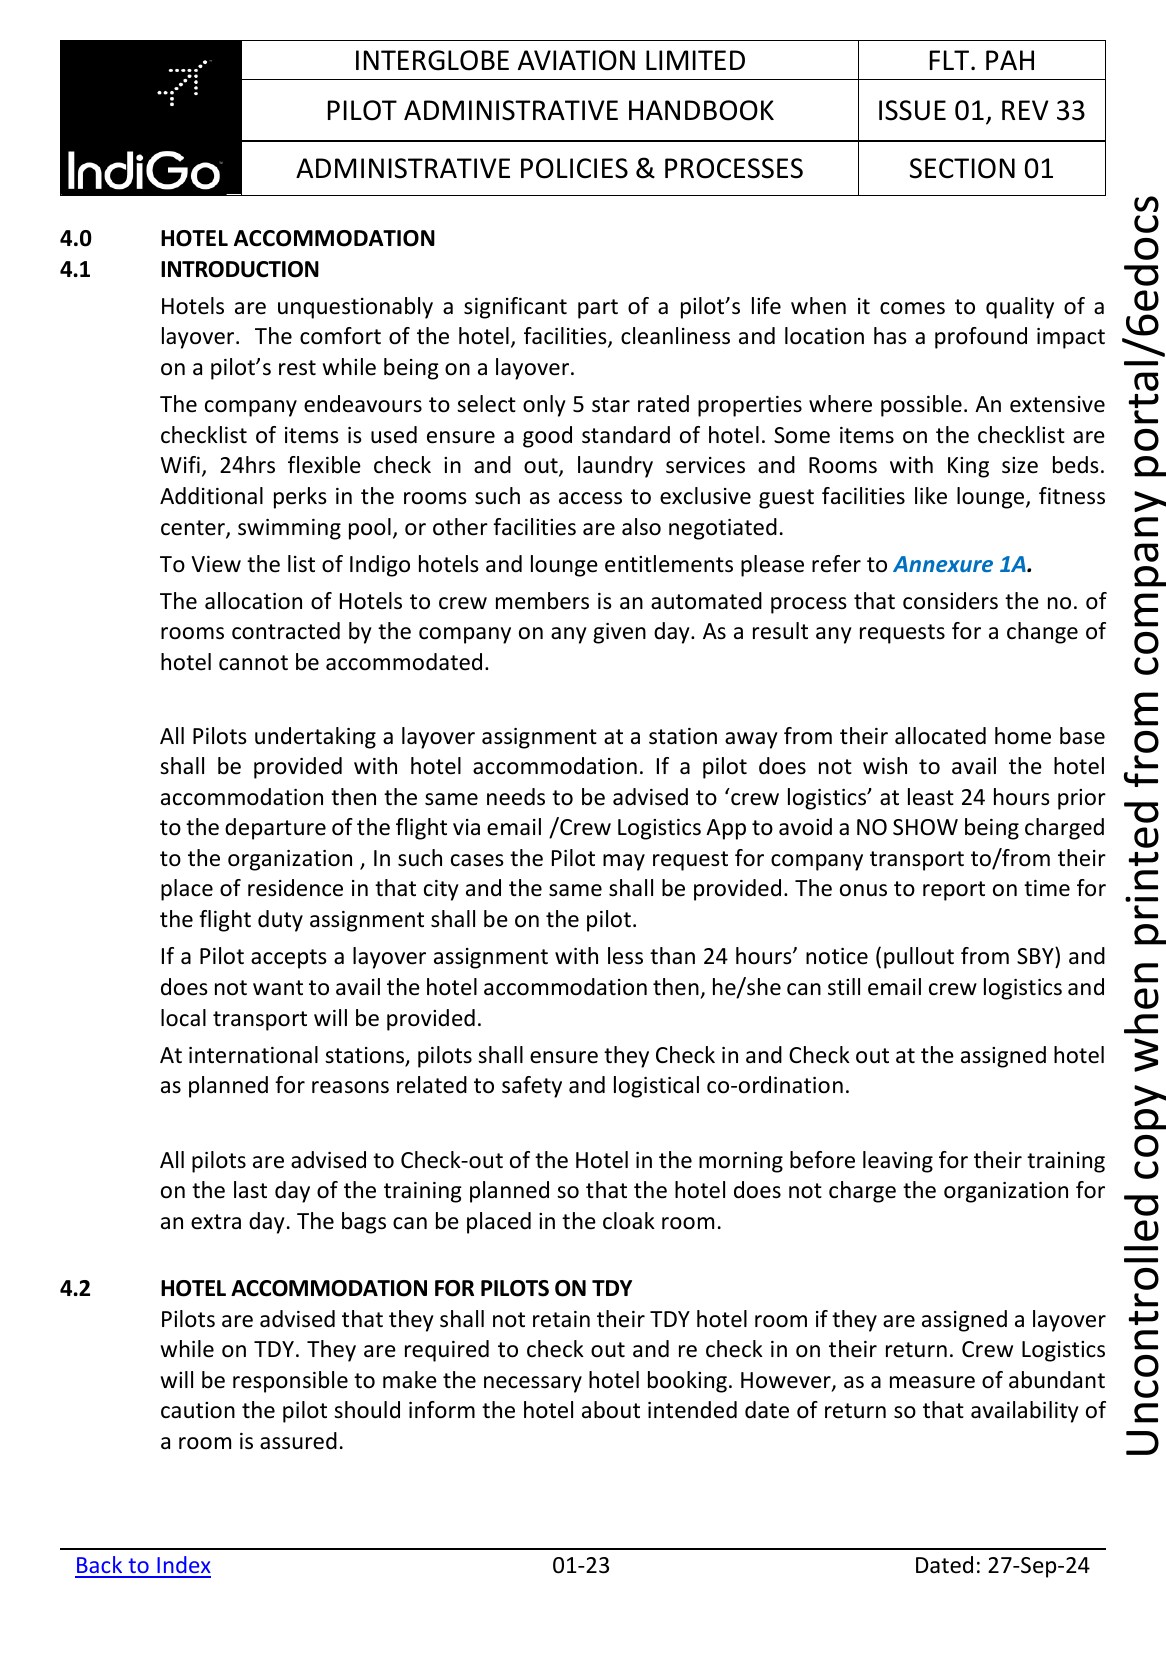 INTERGLOBE AVIATION LIMITED
FLT. PAH
PILOT ADMINISTRATIVE HANDBOOK
ISSUE 01, REV 33
IndiGo
ADMINISTRATIVE POLICIES & PROCESSES
SECTION 01
4.0 HOTEL ACCOMMODATION
4.1 INTRODUCTION
Hotels are unquestionably a significant part of a pilot’s life when it comes to quality of a
layover.  The comfort of the hotel, facilities, cleanliness and location has a profound impact
on a pilot’s rest while being on a layover.
The company endeavours to select only 5 star rated properties where possible. An extensive
checklist of items is used ensure a good standard of hotel. Some items on the checklist are
Wifi, 24hrs flexible check in and out, laundry services and Rooms with King size beds.
Additional perks in the rooms such as access to exclusive guest facilities like lounge, fitness
center, swimming pool, or other facilities are also negotiated.
To View the list of Indigo hotels and lounge entitlements please refer to Annexure 1A.
The allocation of Hotels to crew members is an automated process that considers the no. of
rooms contracted by the company on any given day. As a result any requests for a change of
hotel cannot be accommodated.
All Pilots undertaking a layover assignment at a station away from their allocated home base
shall be provided with hotel accommodation. If a pilot does not wish to avail the hotel
accommodation then the same needs to be advised to ‘crew logistics’ at least 24 hours prior
to the departure of the flight via email /Crew Logistics App to avoid a NO SHOW being charged
to the organization , In such cases the Pilot may request for company transport to/from their
place of residence in that city and the same shall be provided. The onus to report on time for
the flight duty assignment shall be on the pilot.
If a Pilot accepts a layover assignment with less than 24 hours’ notice (pullout from SBY) and
does not want to avail the hotel accommodation then, he/she can still email crew logistics and
local transport will be provided.
At international stations, pilots shall ensure they Check in and Check out at the assigned hotel
as planned for reasons related to safety and logistical co-ordination.
All pilots are advised to Check-out of the Hotel in the morning before leaving for their training
on the last day of the training planned so that the hotel does not charge the organization for
an extra day. The bags can be placed in the cloak room.
4.2 HOTEL ACCOMMODATION FOR PILOTS ON TDY
Pilots are advised that they shall not retain their TDY hotel room if they are assigned a layover
while on TDY. They are required to check out and re check in on their return. Crew Logistics
will be responsible to make the necessary hotel booking. However, as a measure of abundant
caution the pilot should inform the hotel about intended date of return so that availability of
a room is assured.
Back to Index
01-23
Dated: 27-Sep-24
Uncontrolled copy when printed from company portal/6edocs